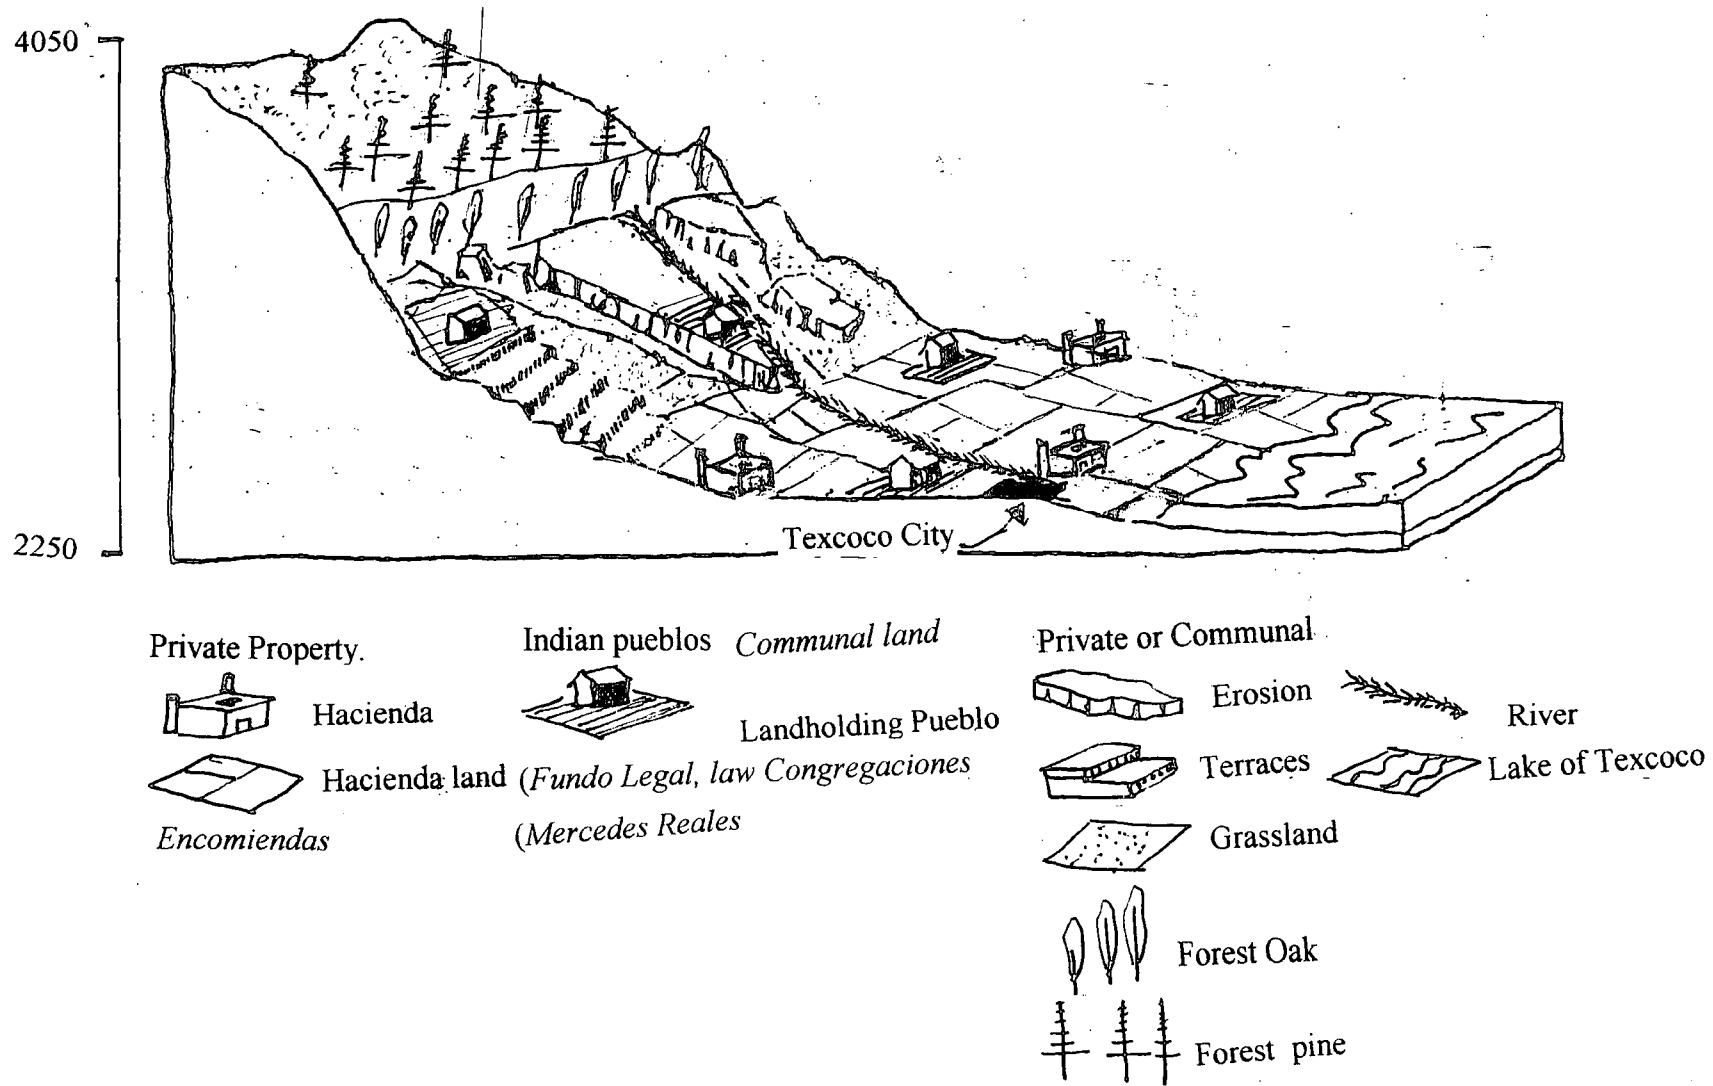 4050
2250
Texcoco City
Private Property.
Hacienda
Hacienda land
Encomiendas
Indian pueblos Communal land
Landholding Pueblo
(Fundo Legal, law Congregaciones
(Mercedes Reales
Private or Communal
Erosion
River
Terraces
Lake of Texcoco
Grassland
Forest Oak
Forest pine